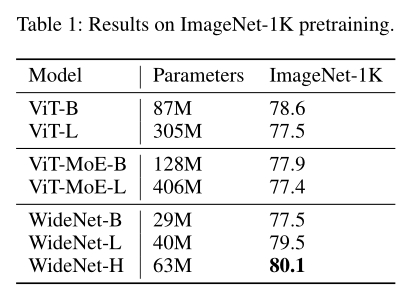 Table 1: Results on ImageNet-1K pretraining.
Model Parameters ImageNet-1K
ViT-B 87M 78.6
ViT-L 305M 77.5
ViT-MoE-B 128M 77.9
ViT-MoE-L 406M 77.4
WideNet-B 29M 77.5
WideNet-L 40M 79.5
WideNet-H 63M 80.1